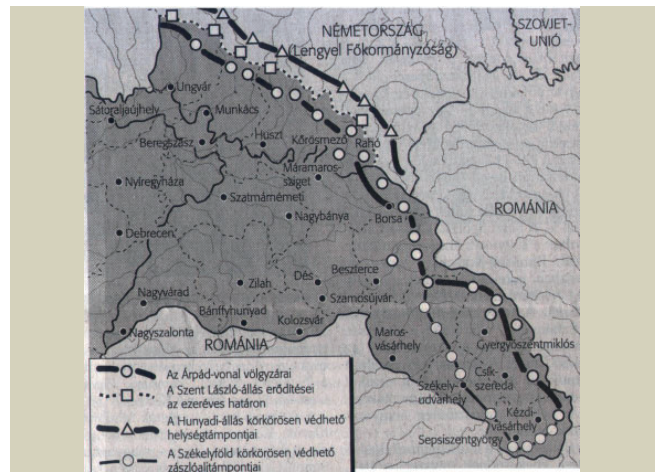 NÉMETORSZÁG
(Lengyel Főkormányzóság)
SZOVJET-
UNIÓ
Ungvár
Sátoraljaújhely
Munkács
Beregszász
Huszt
Kőrösmező
Rahó
Nyíregyháza
Máramaros-
sziget
Szatmárnémeti
Nagybánya
Borsa
ROMÁNIA
Debrecen
Zilah
Dés
Beszterce
Nagyvárad
Szamosújvár
Bánffyhunyad
Nagyszalonta
Kolozsvár
ROMÁNIA
Maros-
vásárhely
Gyergyószentmiklós
Csík-
szereda
Székely-
udvarhely
Kézdi-
vásárhely
Sepsiszentgyörgy
Az Árpád-vonal völgyzárai
A Szent László-állás erődítései
az ezeréves határon
A Hunyadi-állás körkörösen védhető
helységtámpontjai
A Székelyföld körkörösen védhető
zászlóaljtámpontjai